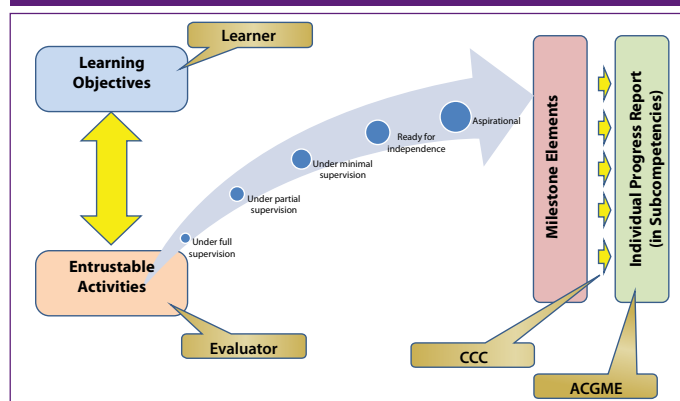 Learner
Learning
Objectives
Entrustable
Activities
Evaluator
Under full
supervision
Under partial
supervision
Under minimal
supervision
Ready for
independence
Aspirational
Milestone Elements
Individual Progress Report
(in Subcompetencies)
CCC
ACGME